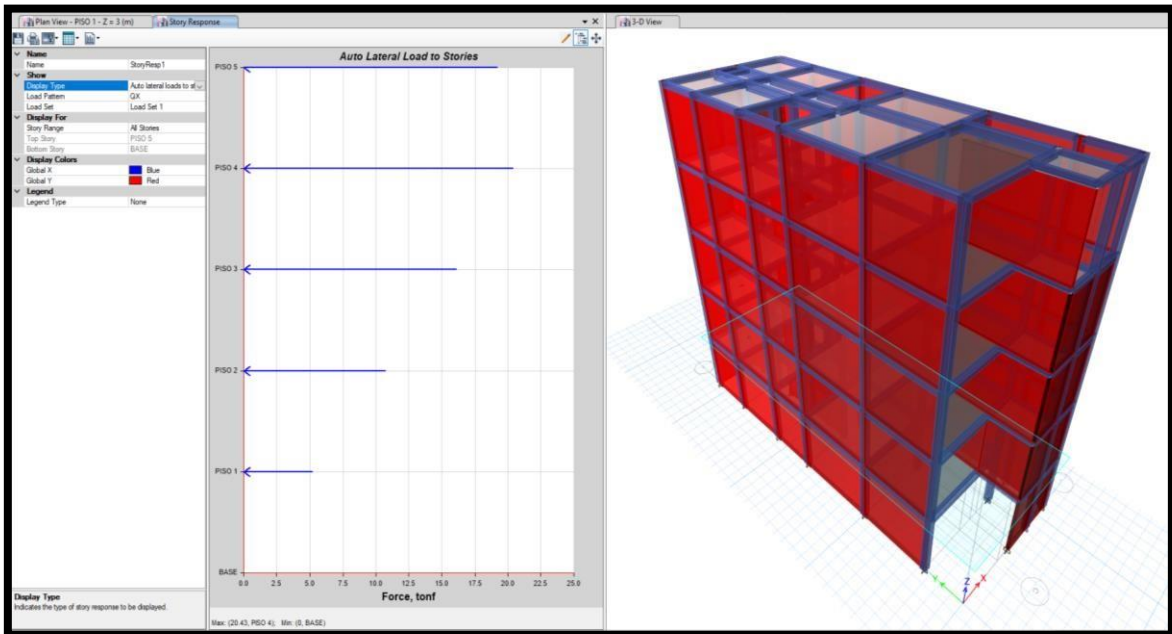 Plan View - PISO 1 - Z = 3 (m)
Story Response
3-D View
Name
Name StoryResp1
Show
Display Type Auto lateral loads to st
Load Pattern QX
Load Set Load Set 1
Display For
Story Range All Stories
Top Story PISO 5
Bottom Story BASE
Display Colors
Global X Blue
Global Y Red
Legend
Legend Type None
Auto Lateral Load to Stories
PISO 5
PISO 4
PISO 3
PISO 2
PISO 1
BASE
0.0 2.5 5.0 7.5 10.0 12.5 15.0 17.5 20.0 22.5 25.0
Force, tonf
Display Type
Indicates the type of story response to be displayed.
Max: (20.43, PISO 4); Min: (0, BASE)
Y Z X